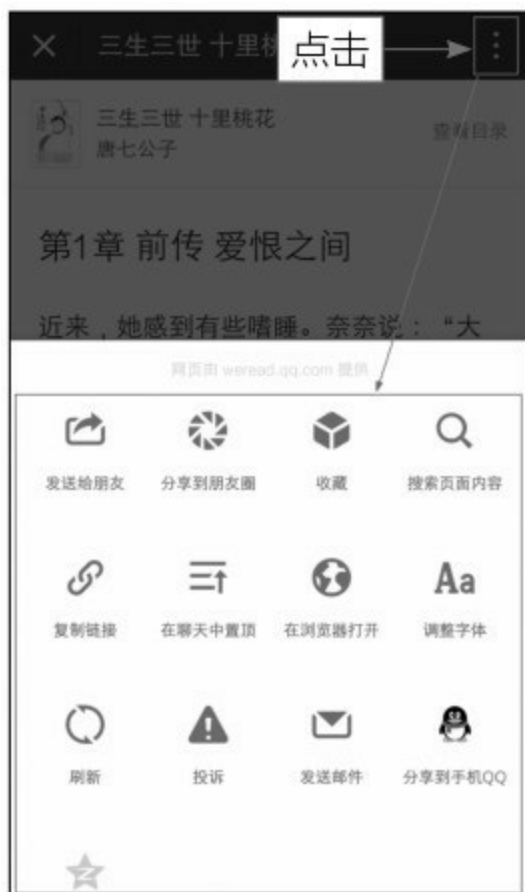 三生三世 十里桃
点击
三生三世 十里桃花
唐七公子
查看目录
第1章 前传 爱恨之间
近来，她感到有些嗜睡。奈奈说：“大
网页由 weread.qq.com 提供
发送给朋友
分享到朋友圈
收藏
搜索页面内容
复制链接
在聊天中置顶
在浏览器打开
Aa
调整字体
刷新
投诉
发送邮件
分享到手机QQ